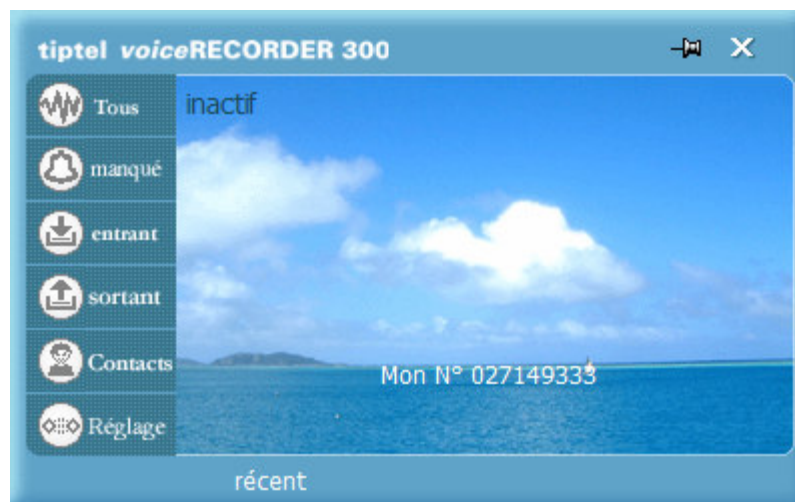 tiptel voiceRECORDER 300
Tous
inactif
manqué
entrant
sortant
Contacts
Mon N° 027149333
Réglage
récent